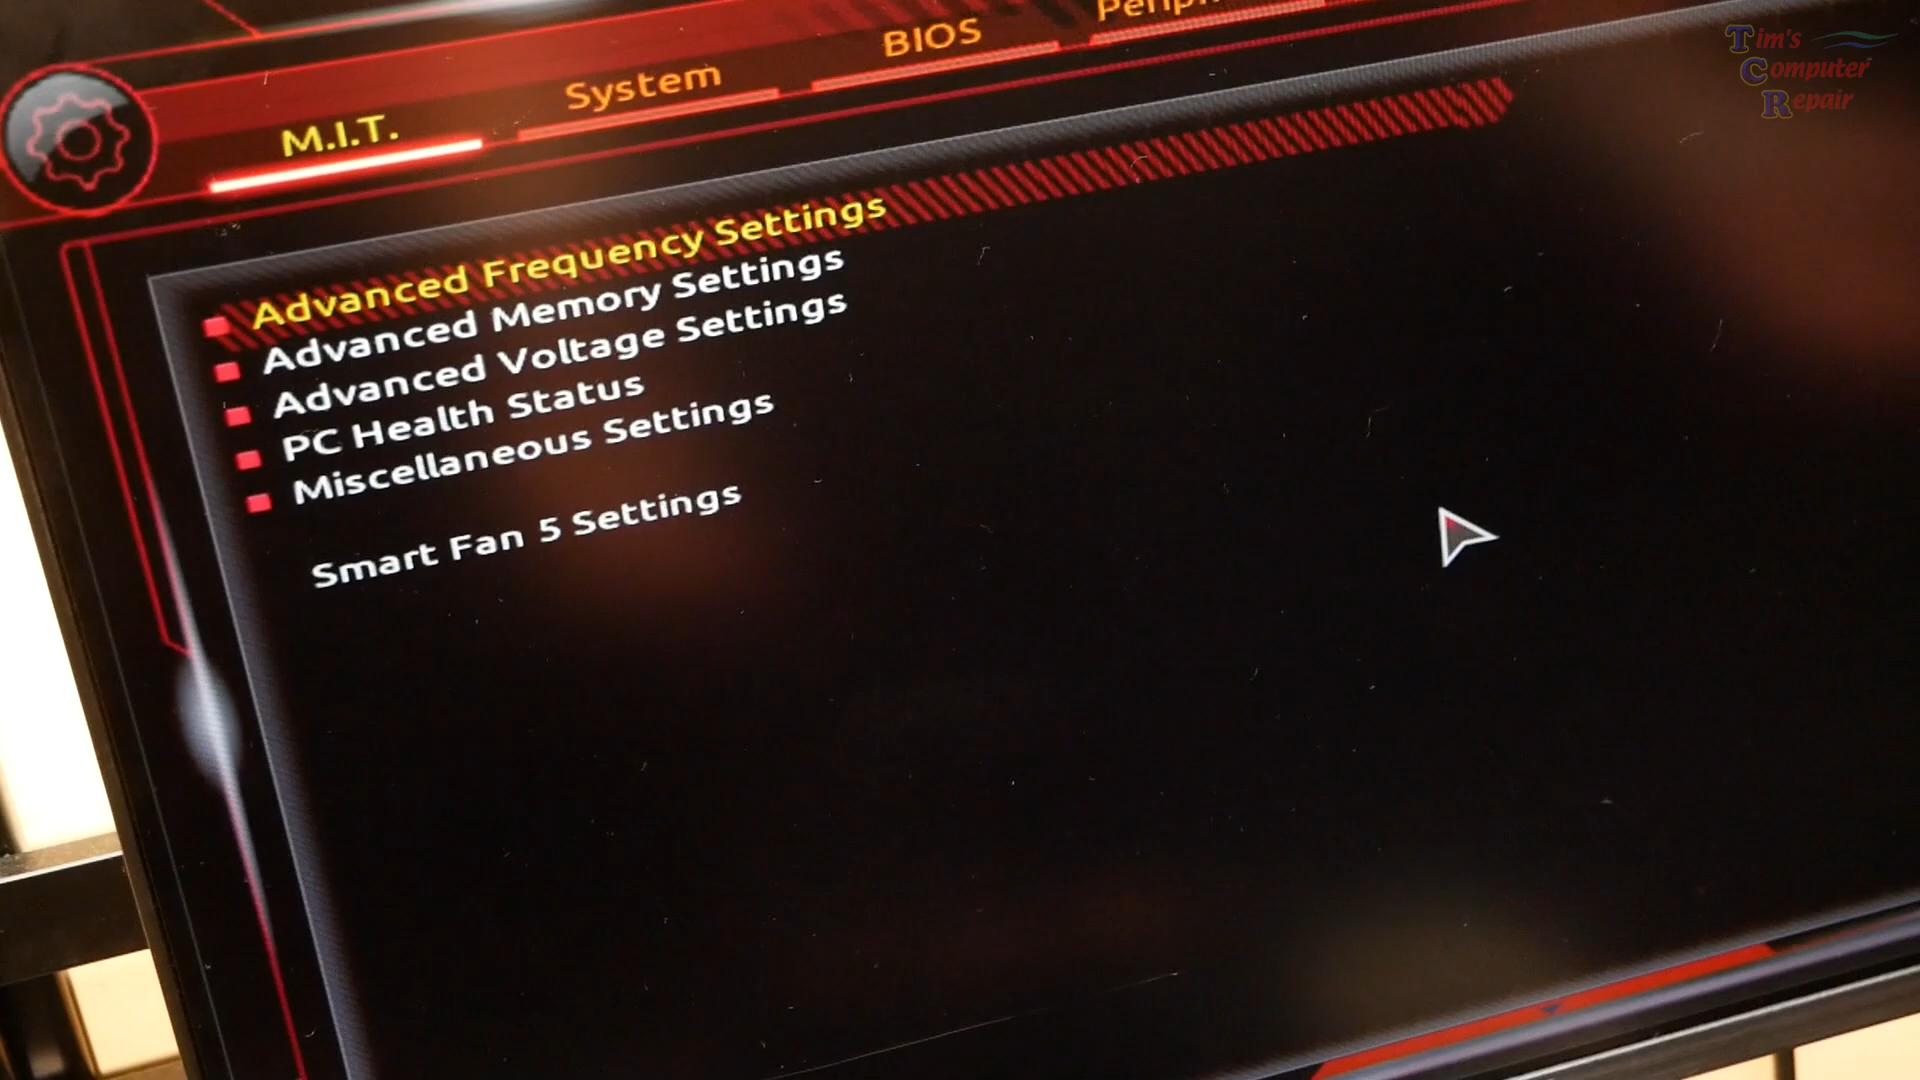 M.I.T.
System
BIOS
Advanced Frequency Settings
Advanced Memory Settings
Advanced Voltage Settings
PC Health Status
Miscellaneous Settings
Smart Fan 5 Settings
Tim's
Computer
Repair